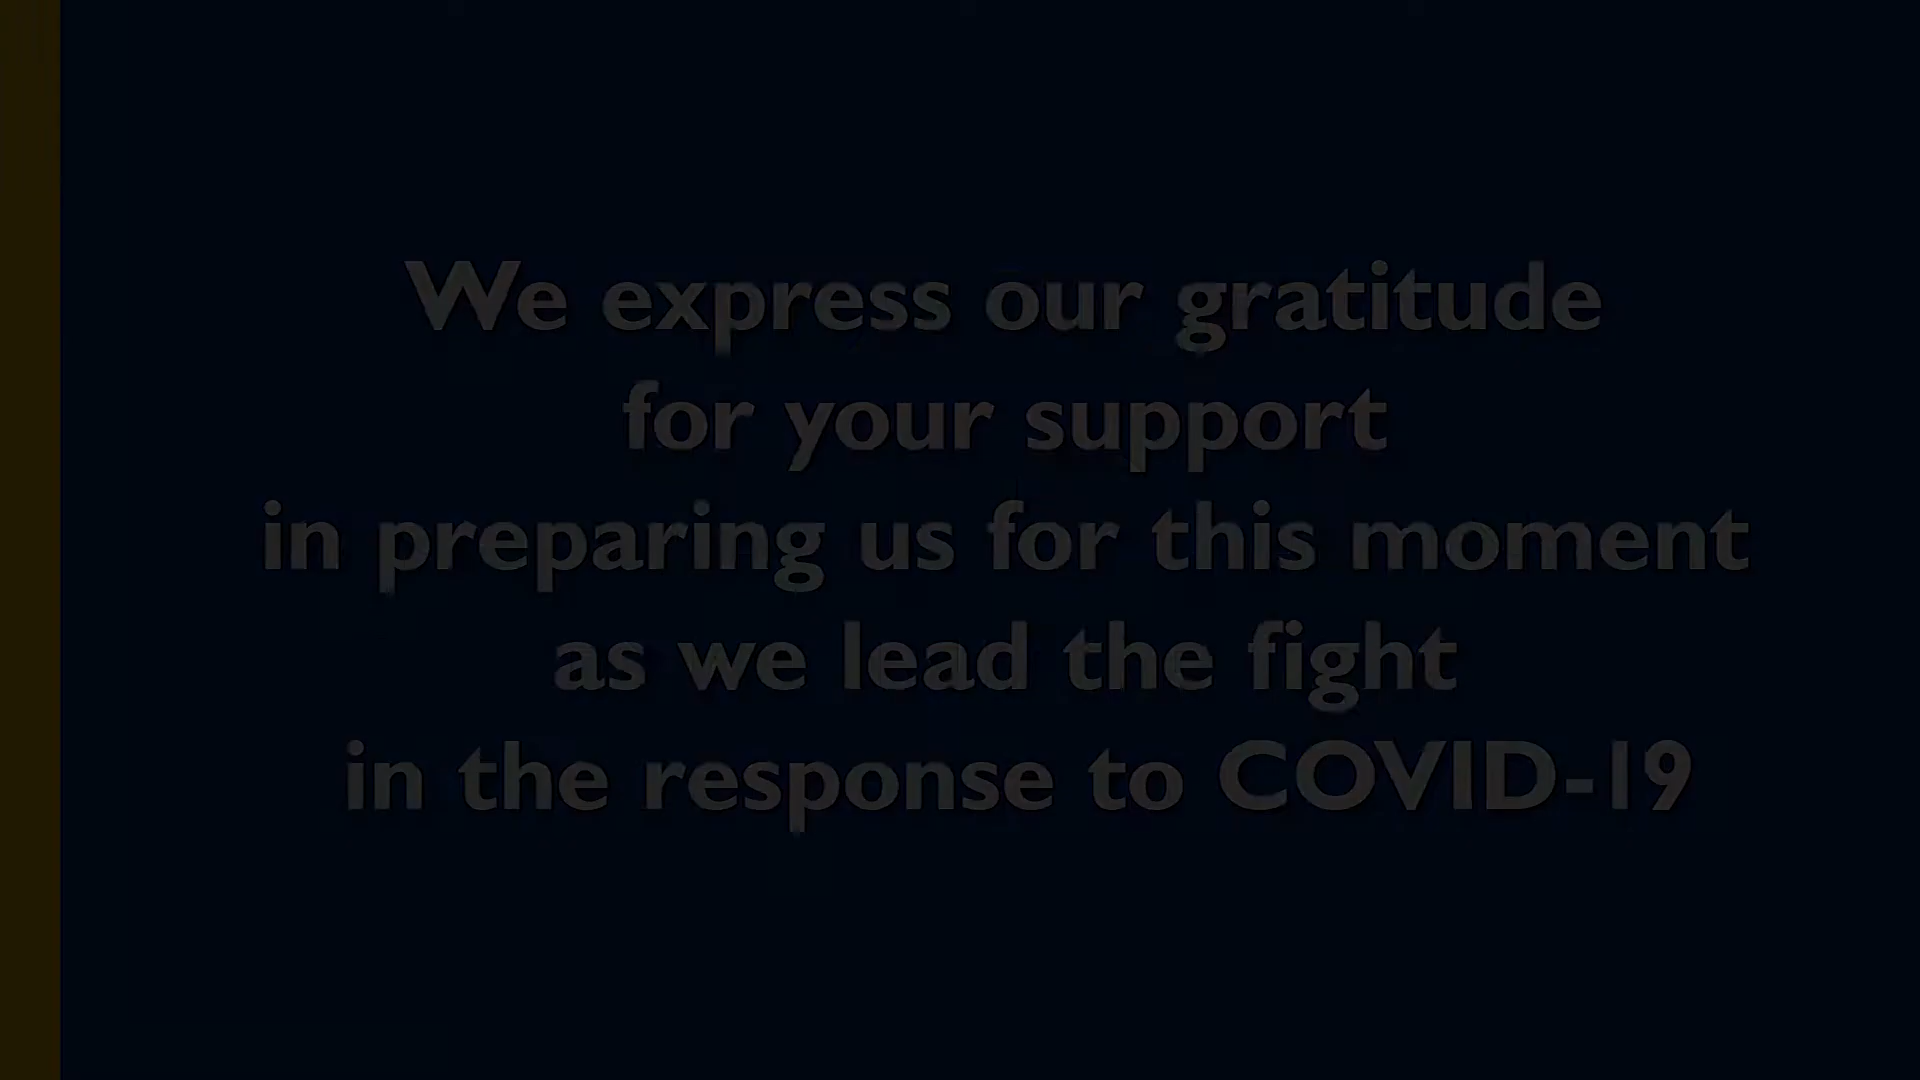 We express our gratitude
for your support
in preparing us for this moment
as we lead the fight
in the response to COVID-19